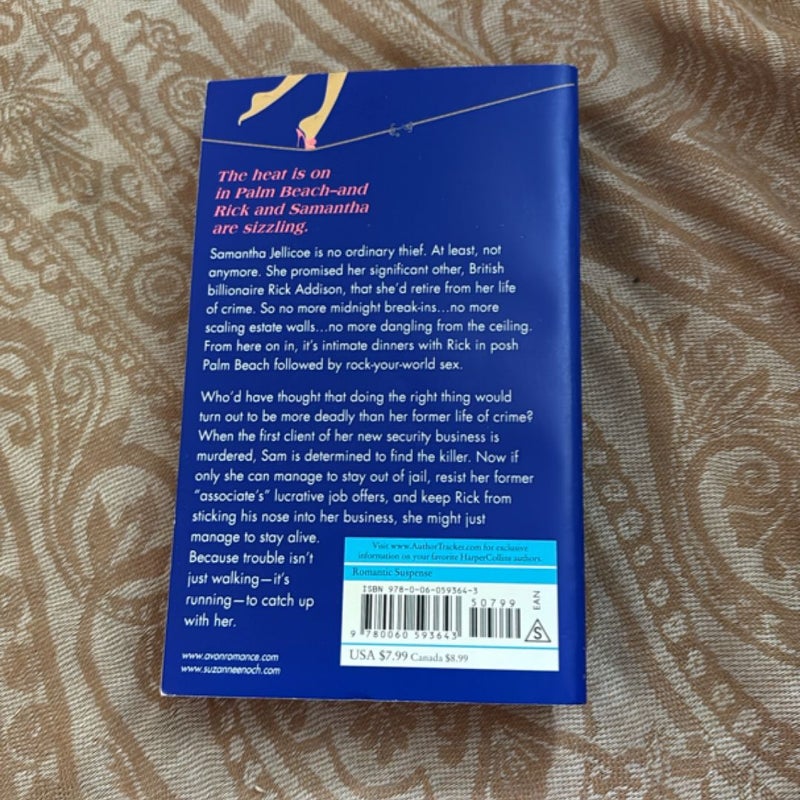 The heat is on
in Palm Beach–and
Rick and Samantha
are sizzling.
Samantha Jellicoe is no ordinary thief. At least, not
anymore. She promised her significant other, British
billionaire Rick Addison, that she'd retire from her life
of crime. So no more midnight break-ins...no more
scaling estate walls...no more dangling from the ceiling.
From here on in, it's intimate dinners with Rick in posh
Palm Beach followed by rock-your-world sex.
Who'd have thought that doing the right thing would
turn out to be more deadly than her former life of crime?
When the first client of her new security business is
murdered, Sam is determined to find the killer. Now if
only she can manage to stay out of jail, resist her former
"associate's" lucrative job offers, and keep Rick from
sticking his nose into her business, she might just
manage to stay alive.
Because trouble isn't
just walking—it's
running—to catch up
with her.
www.avonromance.com
www.suzanneenoch.com
Visit www.AuthorTracker.com for exclusive
information on your favorite HarperCollins authors.
Romantic Suspense
ISBN 978-0-06-059364-3
50799
EAN
9 780060 593643
S
USA $7.99 Canada $8.99